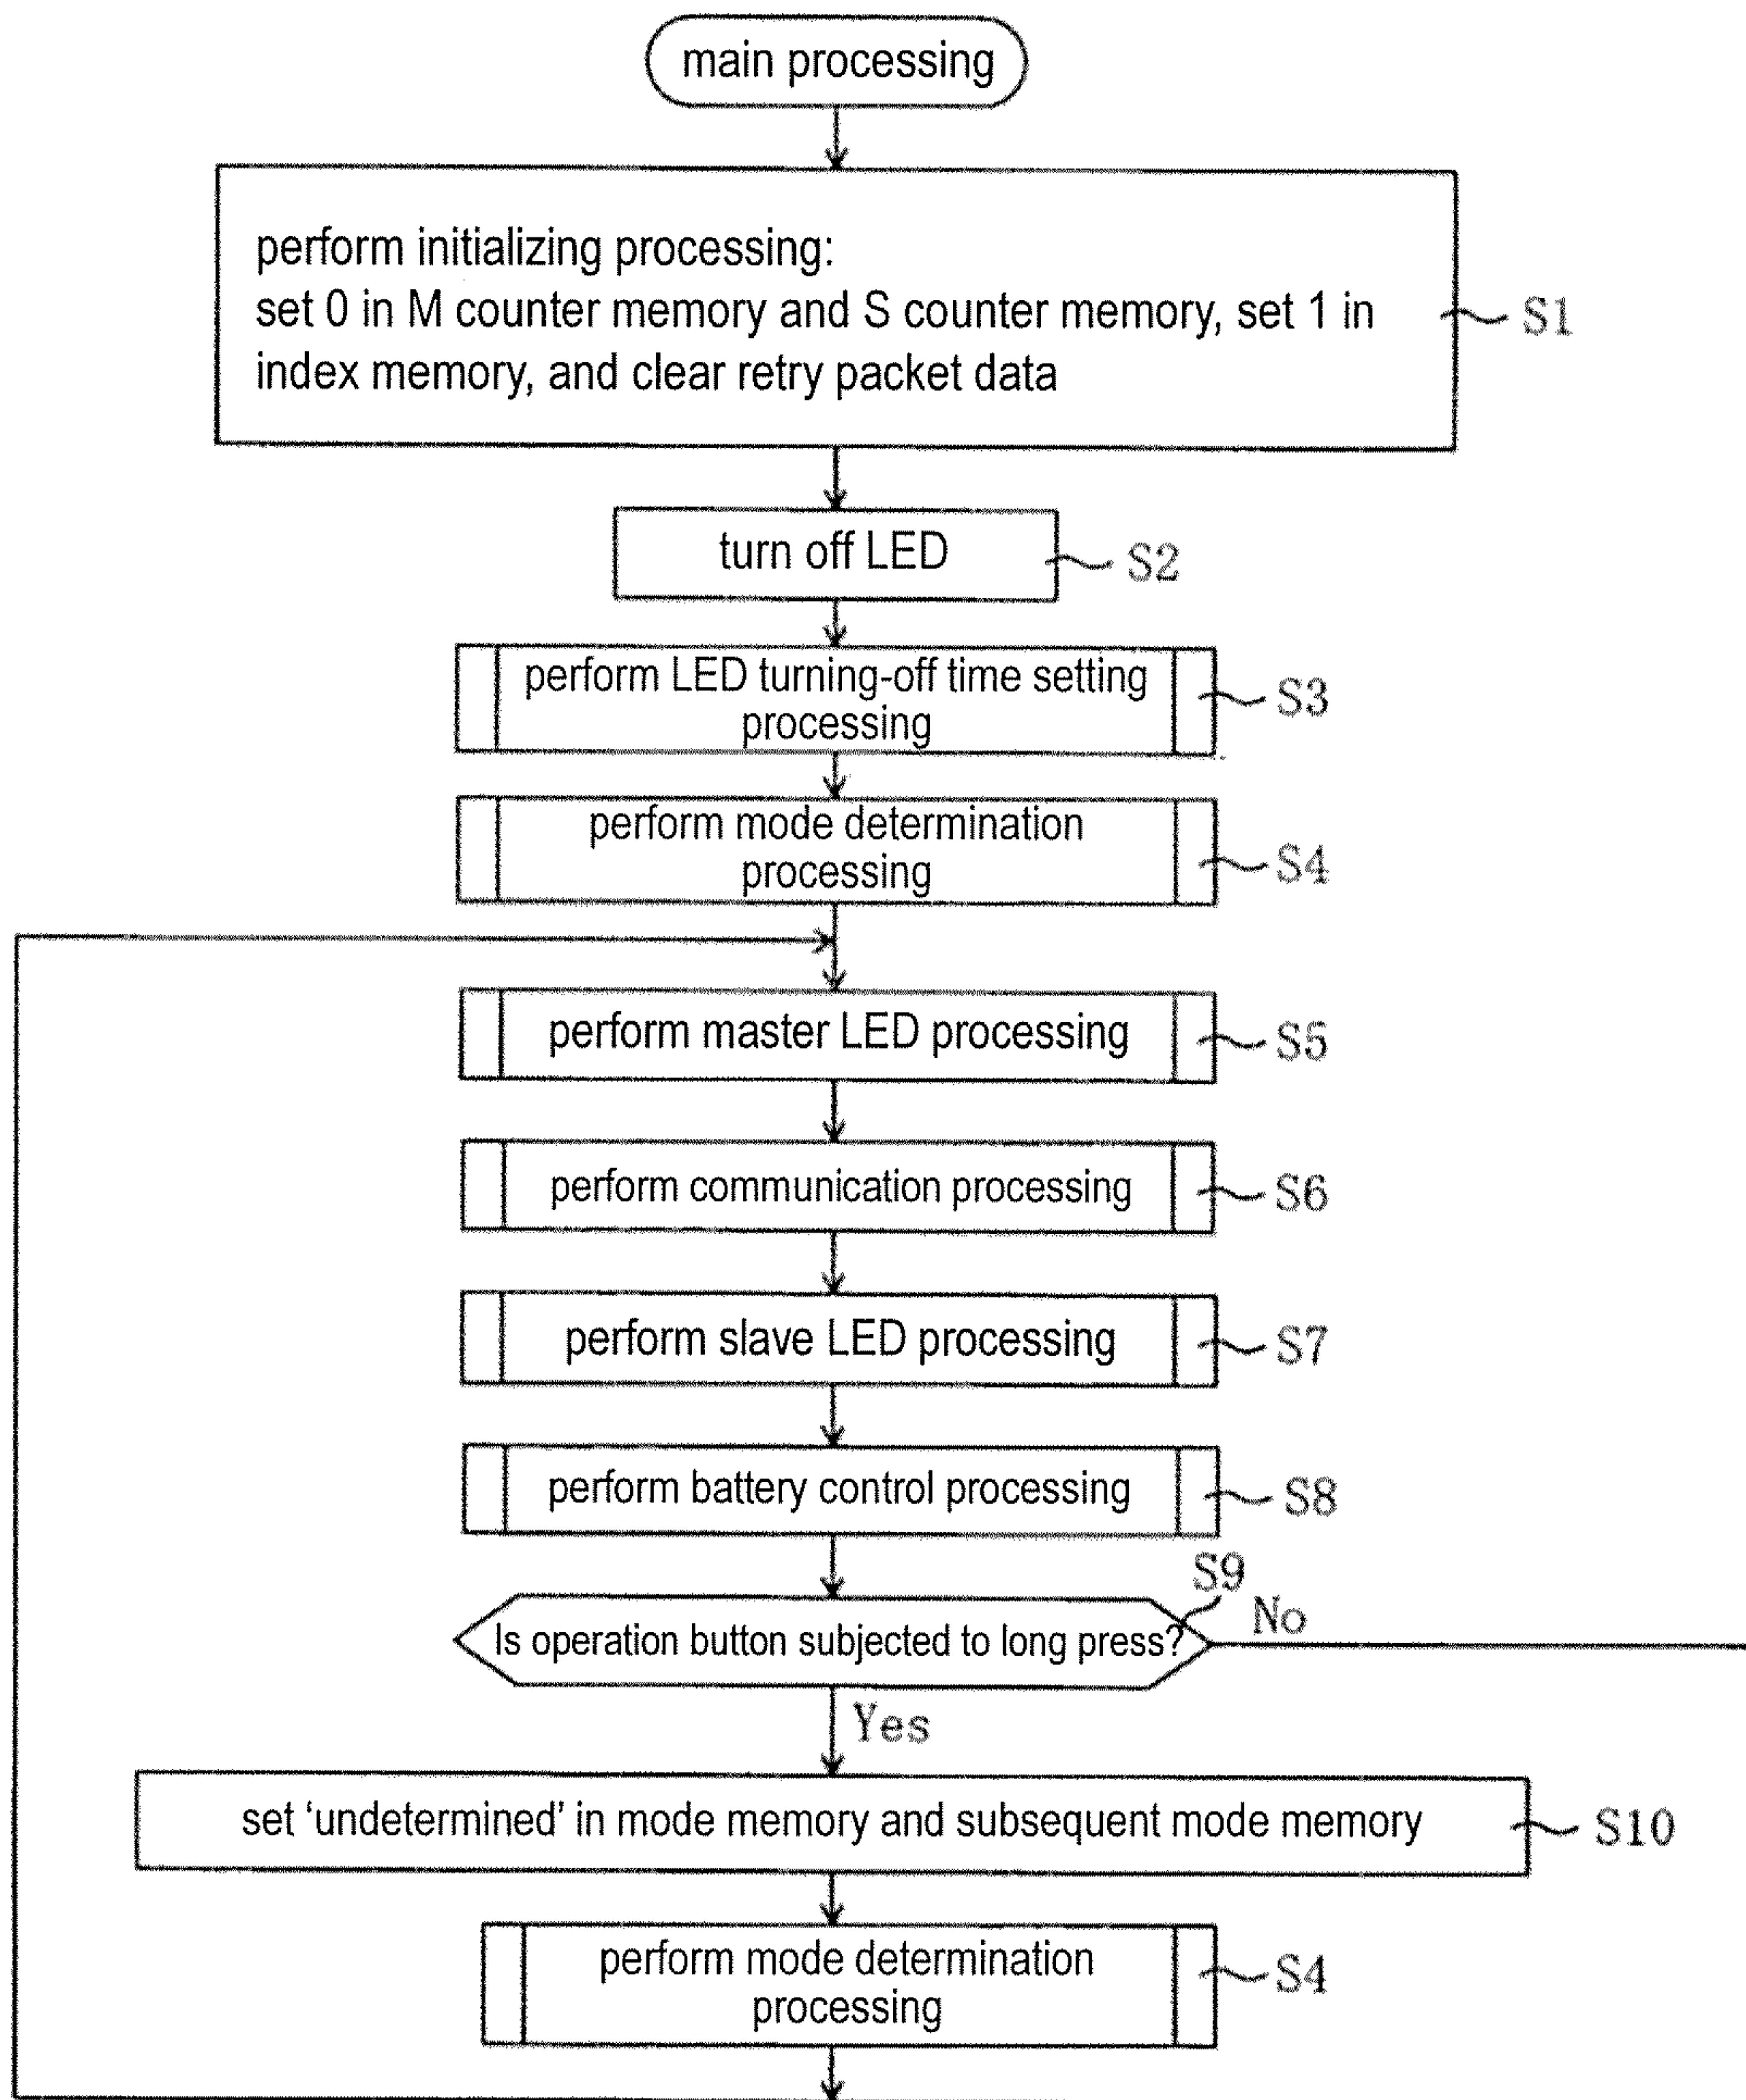 main processing
perform initializing processing:
set 0 in M counter memory and S counter memory, set 1 in
index memory, and clear retry packet data
S1
turn off LED
S2
perform LED turning-off time setting
processing
S3
perform mode determination
processing
S4
perform master LED processing
S5
perform communication processing
S6
perform slave LED processing
S7
perform battery control processing
S8
S9
Is operation button subjected to long press?
No
Yes
set ‘undetermined’ in mode memory and subsequent mode memory
S10
perform mode determination
processing
S4